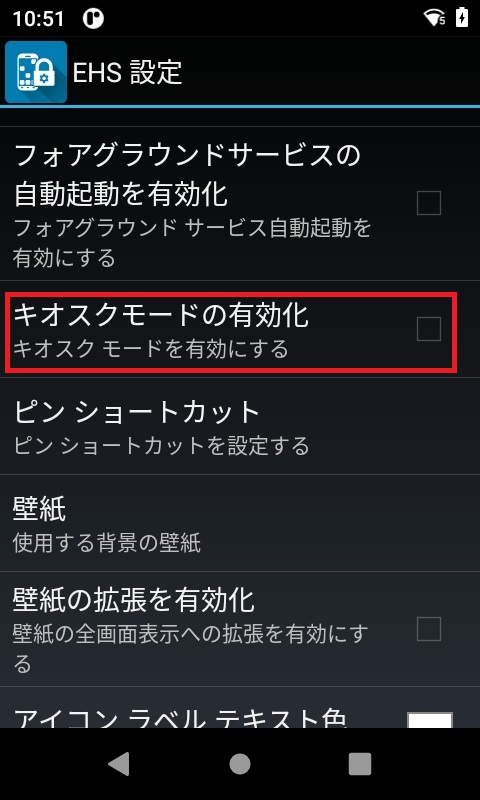 10:51
EHS 設定
フォアグラウンドサービスの
自動起動を有効化
フォアグラウンド サービス自動起動を
有効にする
キオスクモードの有効化
キオスク モードを有効にする
ピン ショートカット
ピン ショートカットを設定する
壁紙
使用する背景の壁紙
壁紙の拡張を有効化
壁紙の全画面表示への拡張を有効にす
る
アイコン ラベル テキスト色